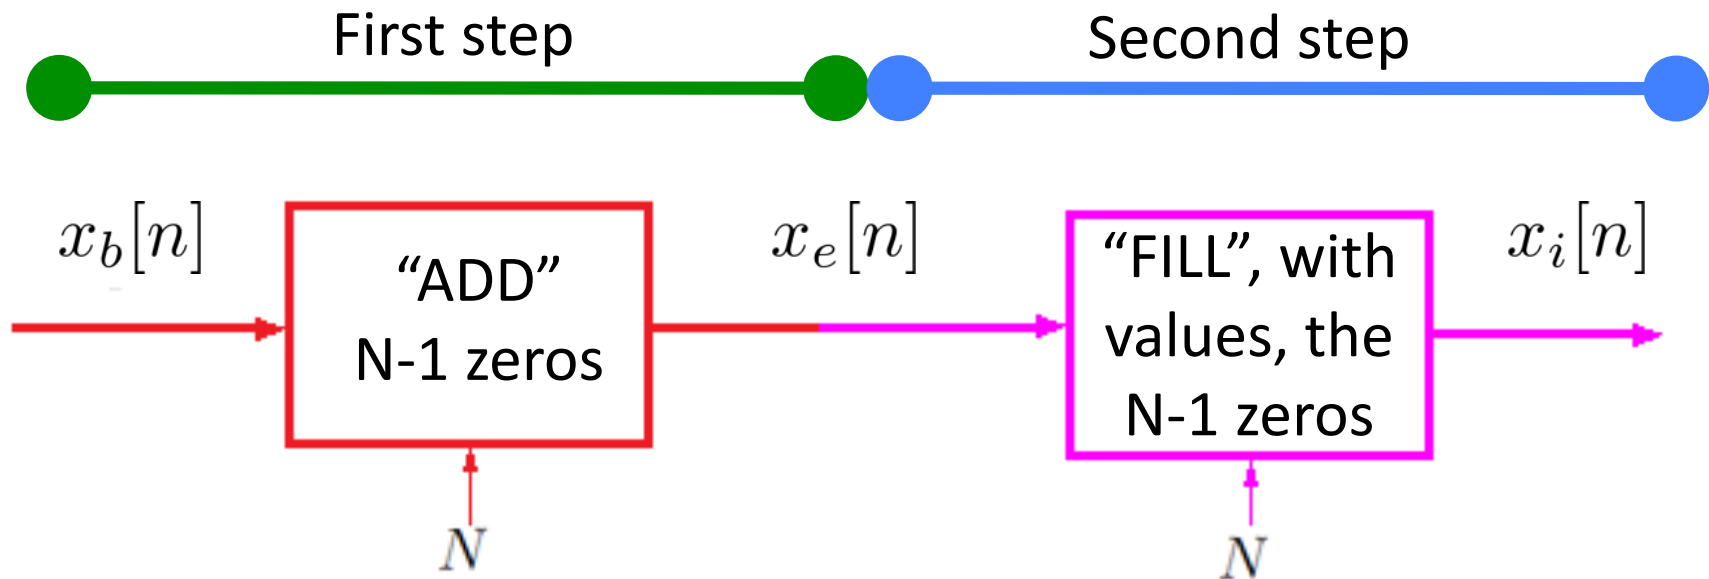 First step
Second step
x_b[n]
“ADD”
N-1 zeros
N
x_e[n]
“FILL”, with
values, the
N-1 zeros
N
x_i[n]